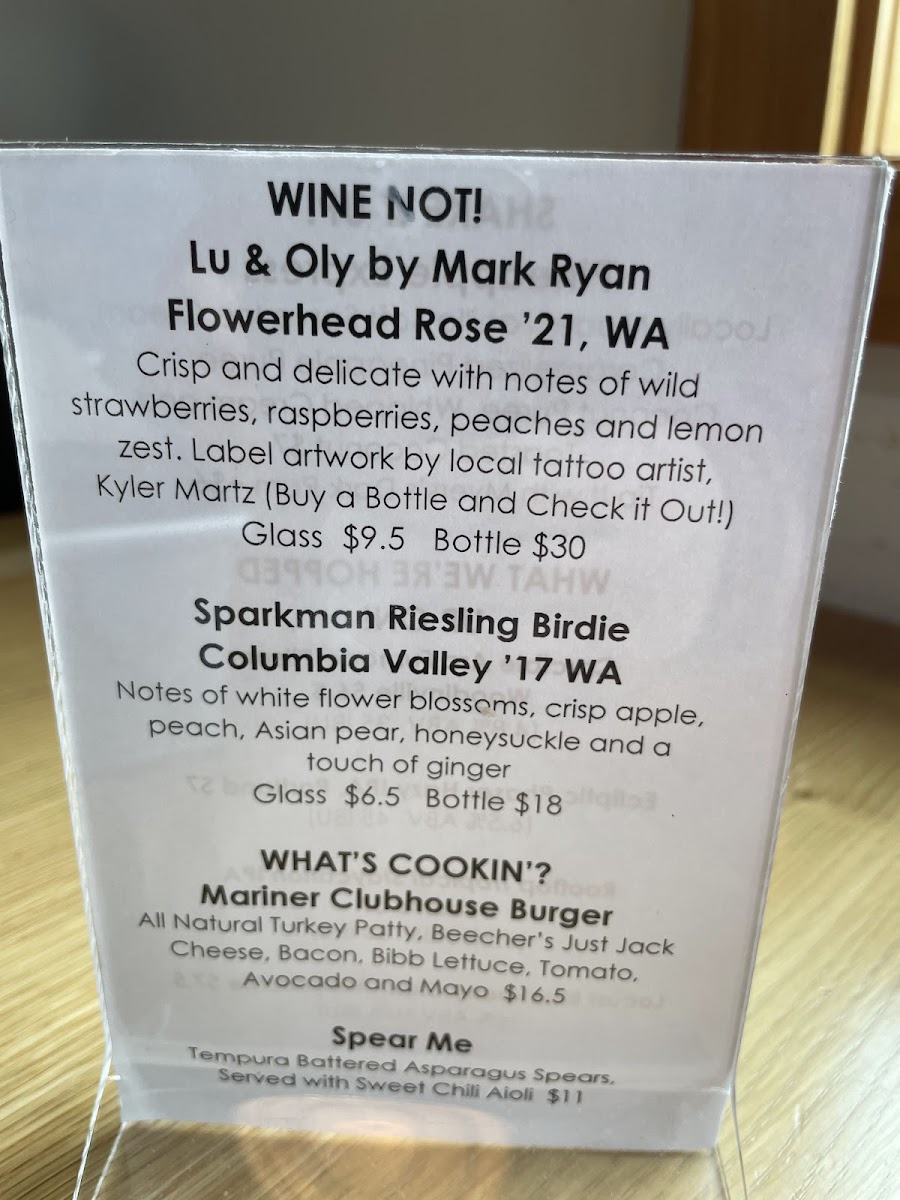 WINE NOT!
Lu & Oly by Mark Ryan
Flowerhead Rose ’21, WA
Crisp and delicate with notes of wild
strawberries, raspberries, peaches and lemon
zest. Label artwork by local tattoo artist,
Kyler Martz (Buy a Bottle and Check it Out!)
Glass $9.5 Bottle $30
Sparkman Riesling Birdie
Columbia Valley ’17 WA
Notes of white flower blossoms, crisp apple,
peach, Asian pear, honeysuckle and a
touch of ginger
Glass $6.5 Bottle $18
WHAT’S COOKIN’?
Mariner Clubhouse Burger
All Natural Turkey Patty, Beecher’s Just Jack
Cheese, Bacon, Bibb Lettuce, Tomato,
Avocado and Mayo $16.5
Spear Me
Tempura Battered Asparagus Spears,
Served with Sweet Chili Aioli $11